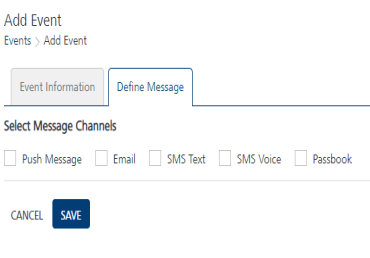 Add Event
Events > Add Event
Event Information Define Message
Select Message Channels
Push Message Email SMS Text SMS Voice Passbook
CANCEL SAVE